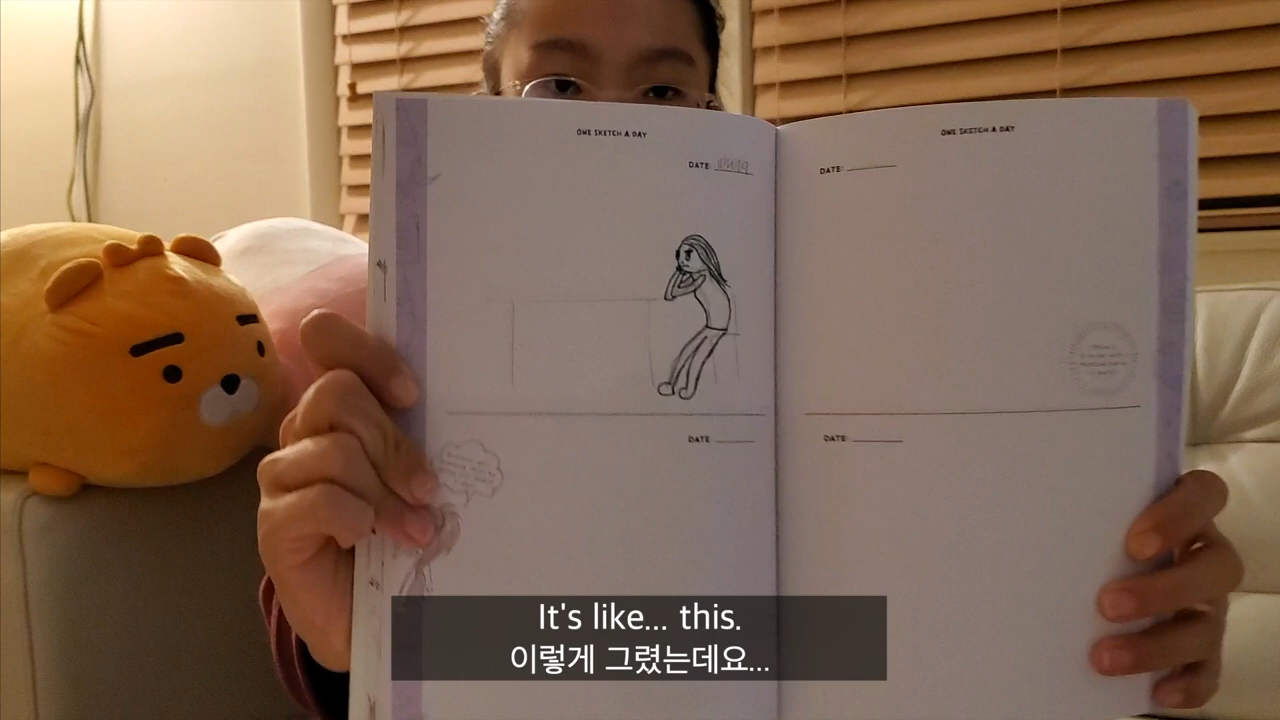 ONE SKETCH A DAY
DATE:
DATE
ONE SKETCH A DAY
DATE:
DATE:
It's like... this.
이렇게 그렸는데요...